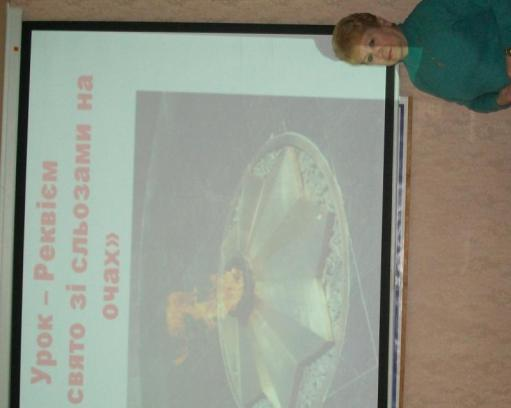 Урок – Реквієм
свято зі сльозами на
очах»